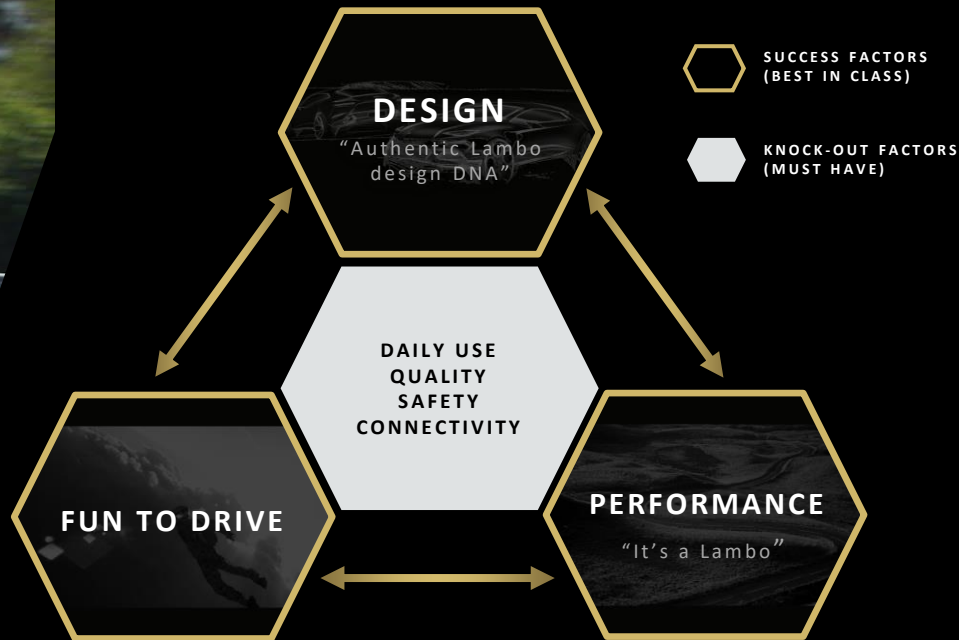 DESIGN
“Authentic Lambo
design DNA”
SUCCESS FACTORS
(BEST IN CLASS)
KNOCK-OUT FACTORS
(MUST HAVE)
DAILY USE
QUALITY
SAFETY
CONNECTIVITY
FUN TO DRIVE
PERFORMANCE
“It’s a Lambo”